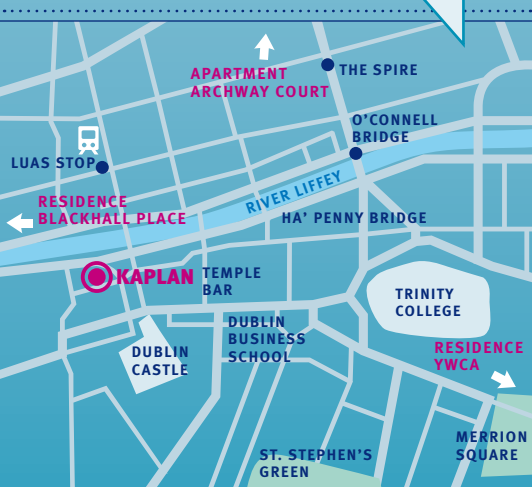 APARTMENT
ARCHWAY COURT
THE SPIRE
O'CONNELL
BRIDGE
LUAS STOP
RESIDENCE
BLACKHALL PLACE
RIVER LIFFEY
HA' PENNY BRIDGE
KAPLAN
TEMPLE
BAR
TRINITY
COLLEGE
DUBLIN
BUSINESS
SCHOOL
DUBLIN
CASTLE
RESIDENCE
YWCA
MERRION
SQUARE
ST. STEPHEN'S
GREEN